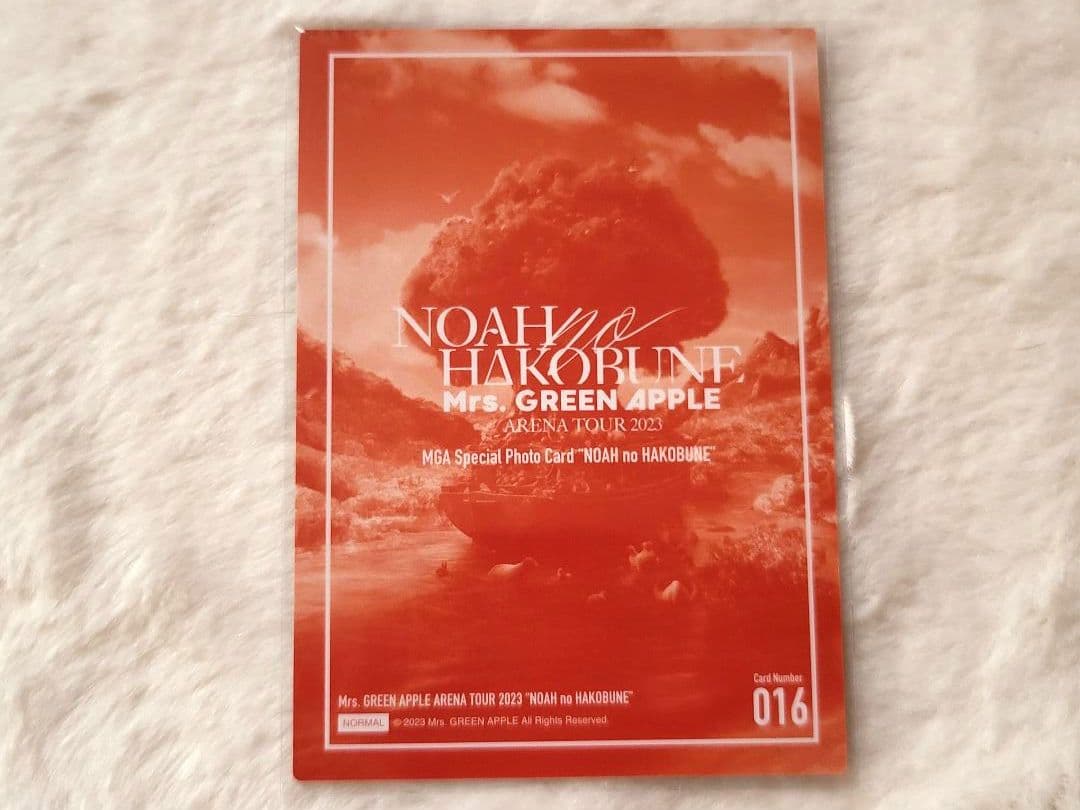 NOAH no
HAKOBUNE
Mrs. GREEN APPLE
ARENA TOUR 2023
MGA Special Photo Card "NOAH no HAKOBUNE"
Mrs. GREEN APPLE ARENA TOUR 2023 "NOAH no HAKOBUNE"
NORMAL © 2023 Mrs. GREEN APPLE All Rights Reserved.
Card Number
016